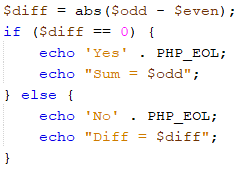 $diff = abs($odd - $even);
if ($diff == 0) {
    echo 'Yes' . PHP_EOL;
    echo "Sum = $odd";
} else {
    echo 'No' . PHP_EOL;
    echo "Diff = $diff";
}